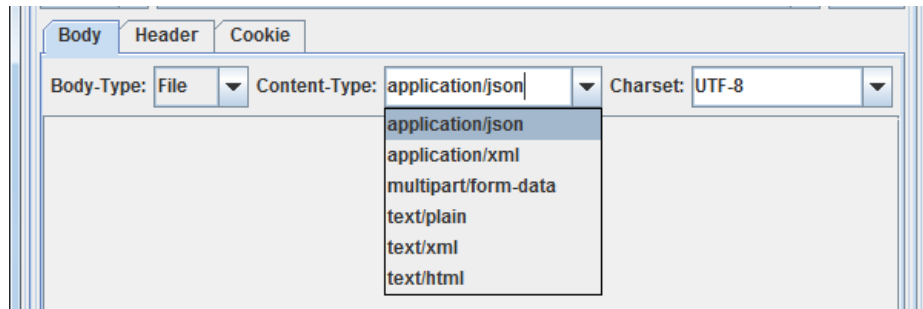 Body Header Cookie
Body-Type: File Content-Type: application/json Charset: UTF-8
application/json
application/xml
multipart/form-data
text/plain
text/xml
text/html